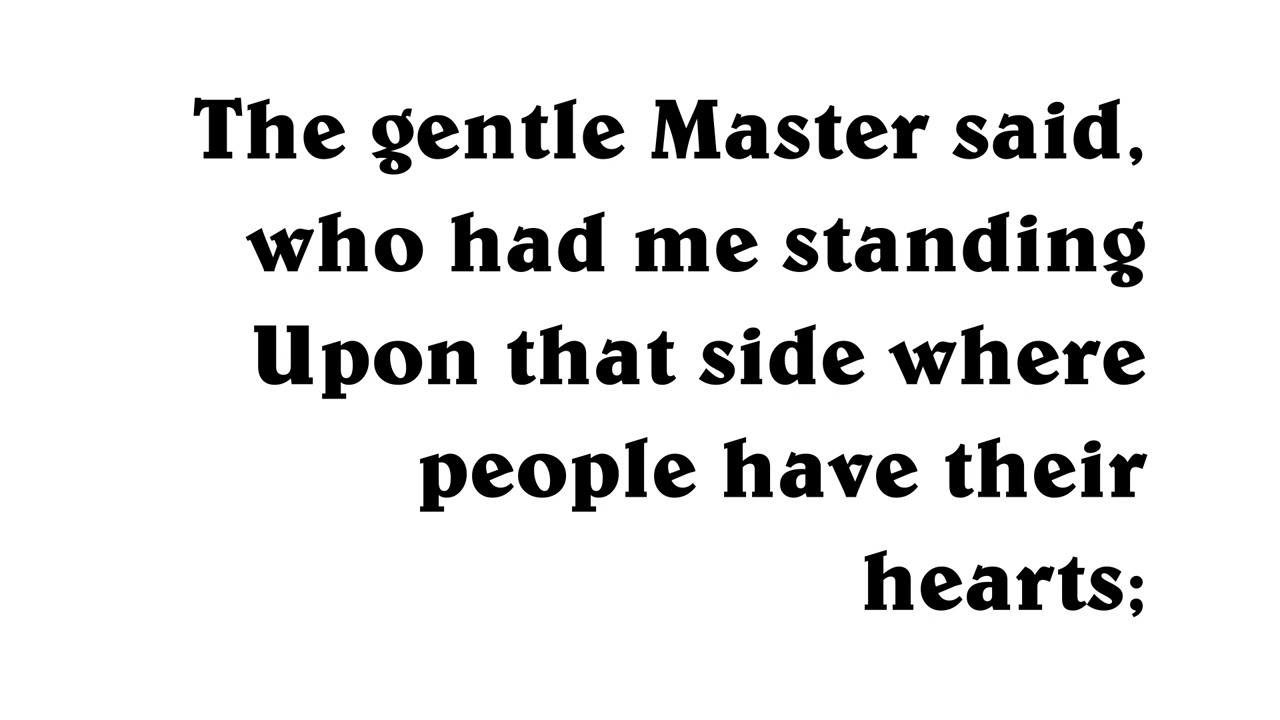 The gentle Master said,
who had me standing
Upon that side where
people have their
hearts;